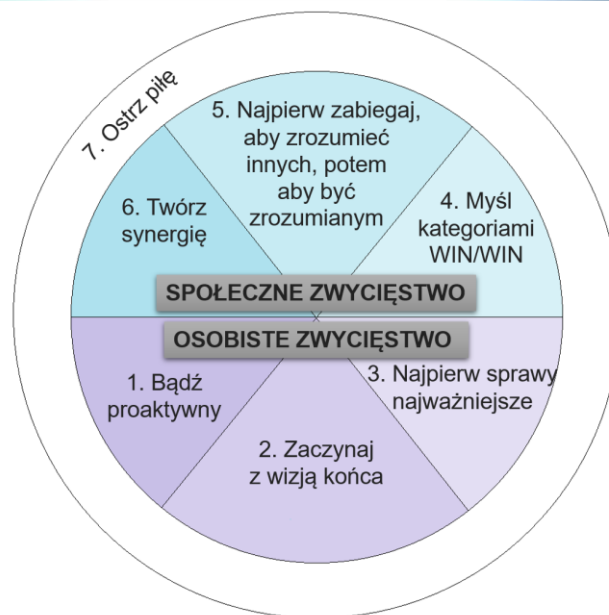 7. Ostrz piłę
5. Najpierw zabiegaj,
aby zrozumieć
innych, potem
aby być
zrozumianym
6. Twórz
synergię
4. Myśl
kategoriami
WIN/WIN
SPOŁECZNE ZWYCIĘSTWO
OSOBISTE ZWYCIĘSTWO
1. Bądź
proaktywny
2. Zaczynaj
z wizją końca
3. Najpierw sprawy
najważniejsze